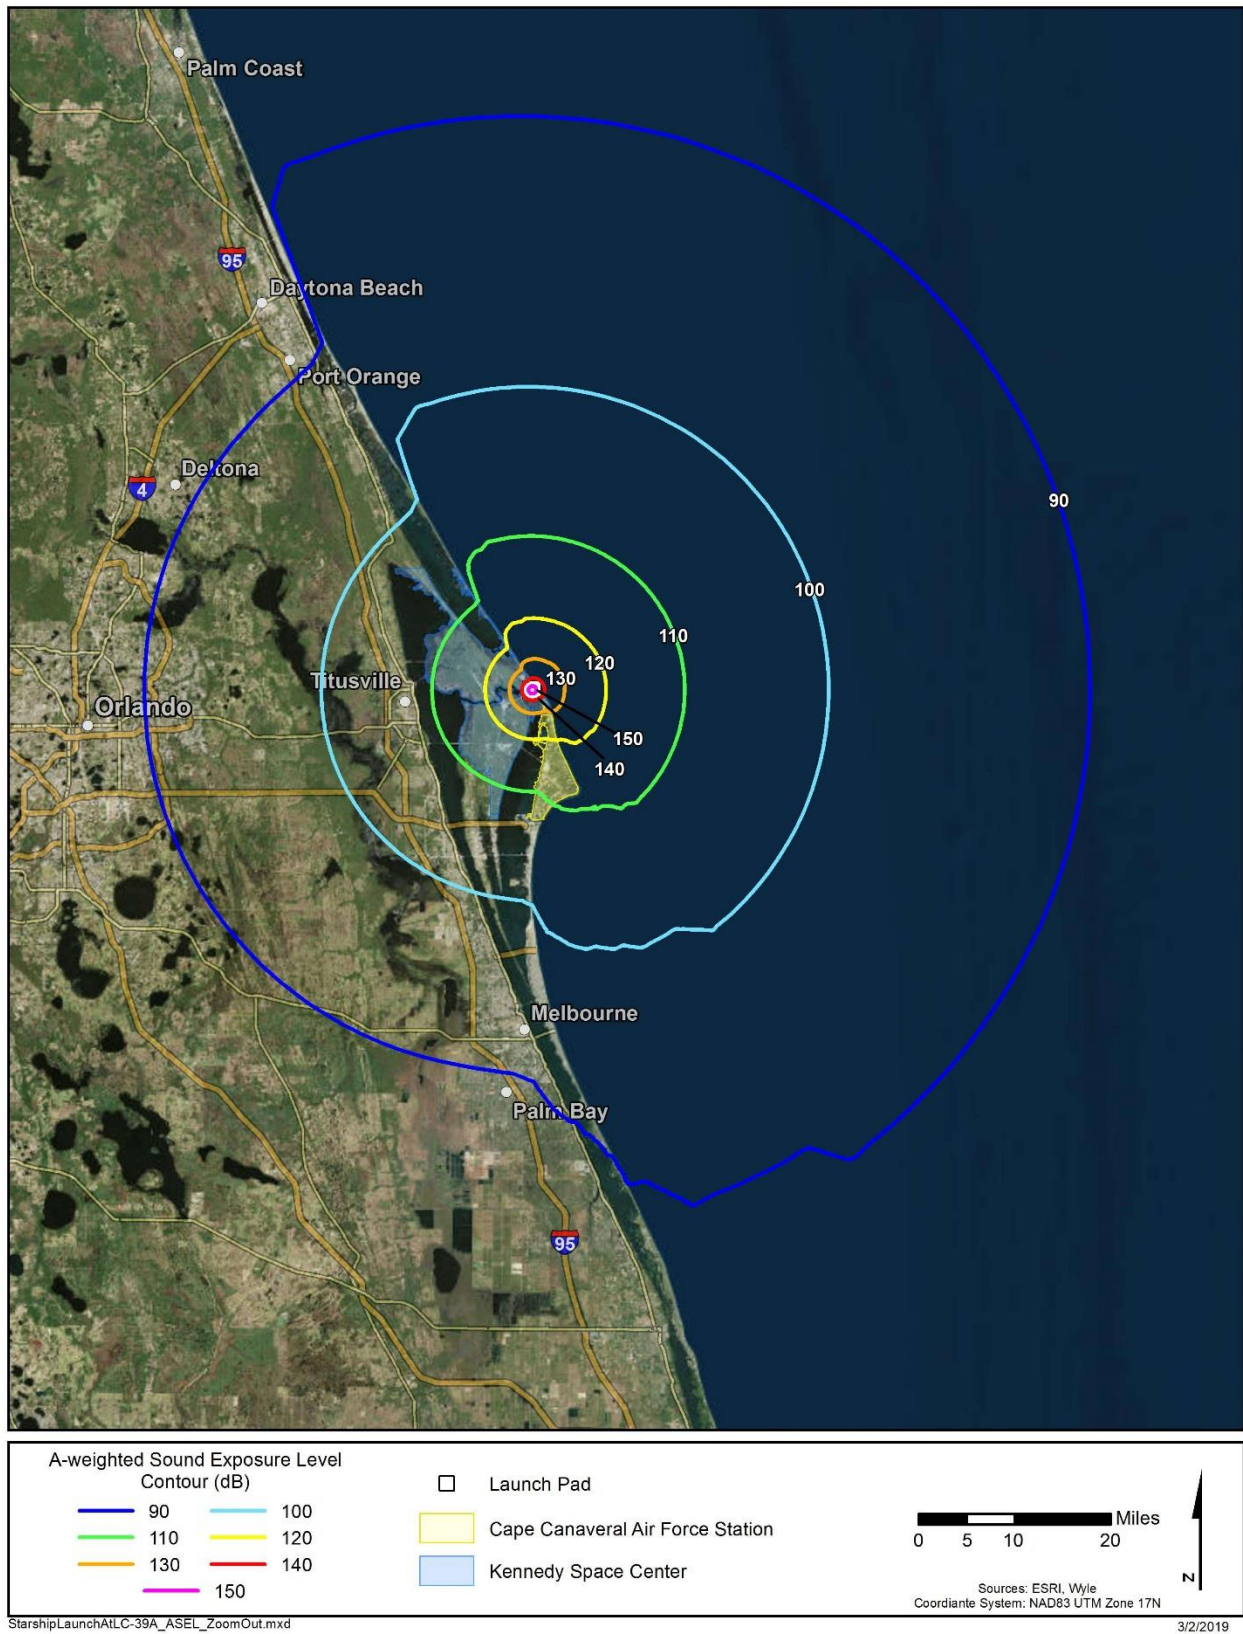 Palm Coast
95
Daytona Beach
Port Orange
Deltona
4
90
100
110
120
130
Titusville
Orlando
150
140
Melbourne
Palm Bay
95
A-weighted Sound Exposure Level
Contour (dB)
90 100
110 120
130 140
150
Launch Pad
Cape Canaveral Air Force Station
Kennedy Space Center
Miles
0 5 10 20
N
Sources: ESRI, Wyle
Coordiante System: NAD83 UTM Zone 17N
StarshipLaunchAtLC-39A_ASEL_ZoomOut.mxd
3/2/2019